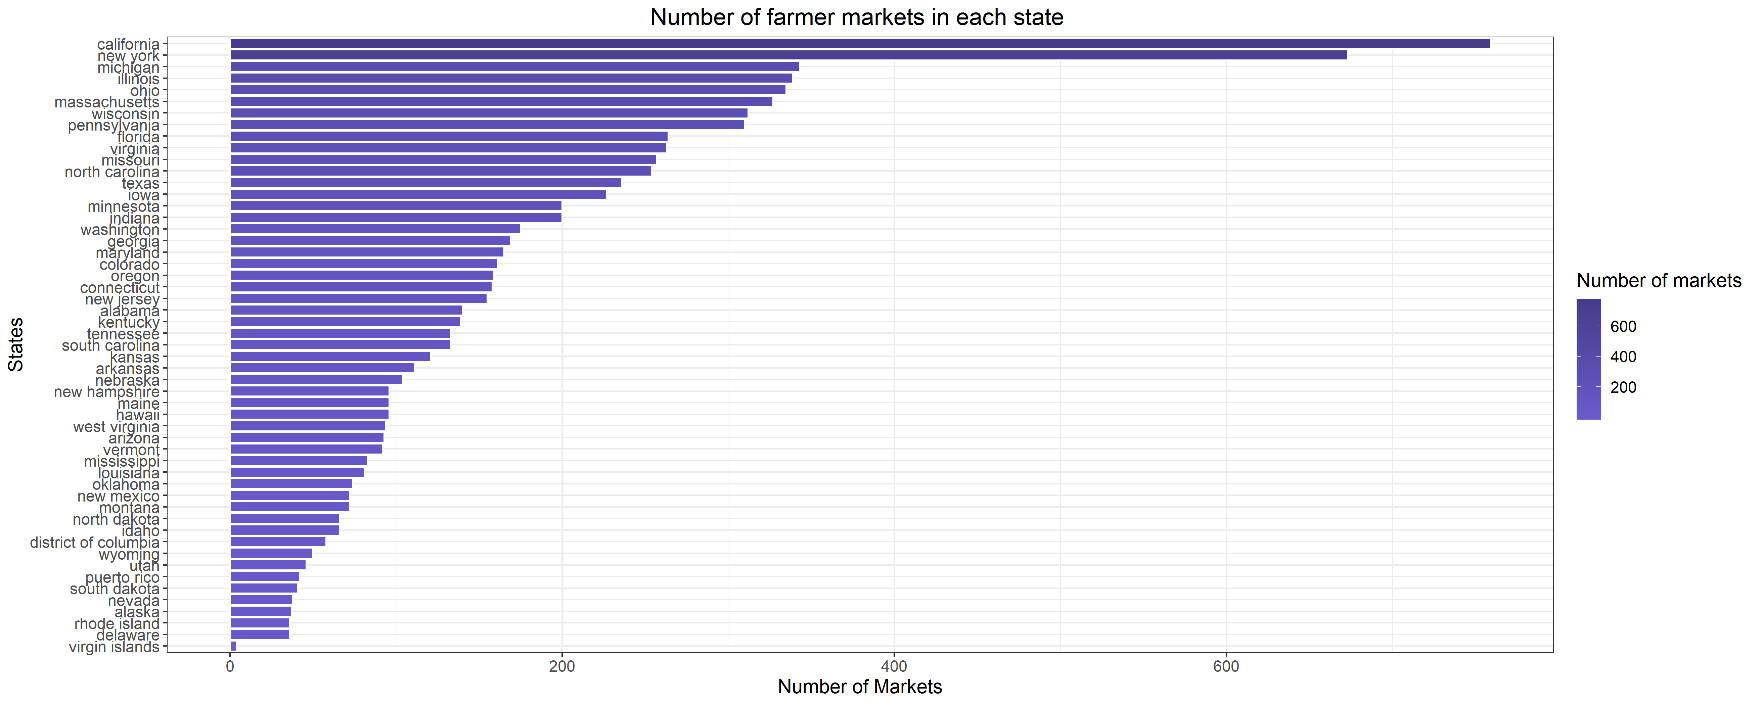 Number of farmer markets in each state
california
new york
michigan
illinois
ohio
massachusetts
wisconsin
pennsylvania
florida
virginia
missouri
north carolina
texas
iowa
minnesota
indiana
washington
georgia
maryland
colorado
oregon
connecticut
new jersey
alabama
kentucky
tennessee
south carolina
kansas
arkansas
nebraska
new hampshire
maine
hawaii
west virginia
arizona
vermont
mississippi
louisiana
oklahoma
new mexico
montana
north dakota
idaho
district of columbia
wyoming
utah
puerto rico
south dakota
nevada
alaska
rhode island
delaware
virgin islands
States
0 200 400 600
Number of Markets
Number of markets
600
400
200